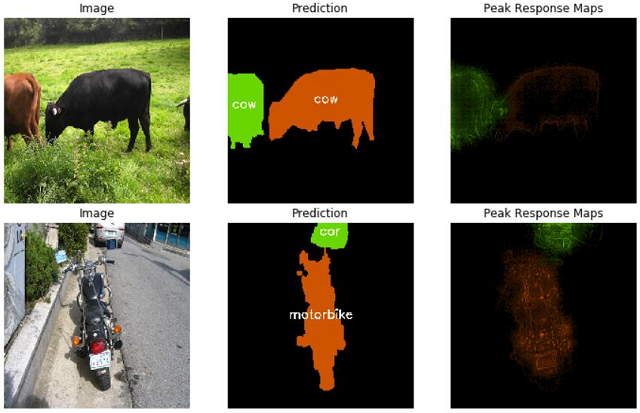 Image Prediction Peak Response Maps
cow cow
Image Prediction Peak Response Maps
car
motorbike